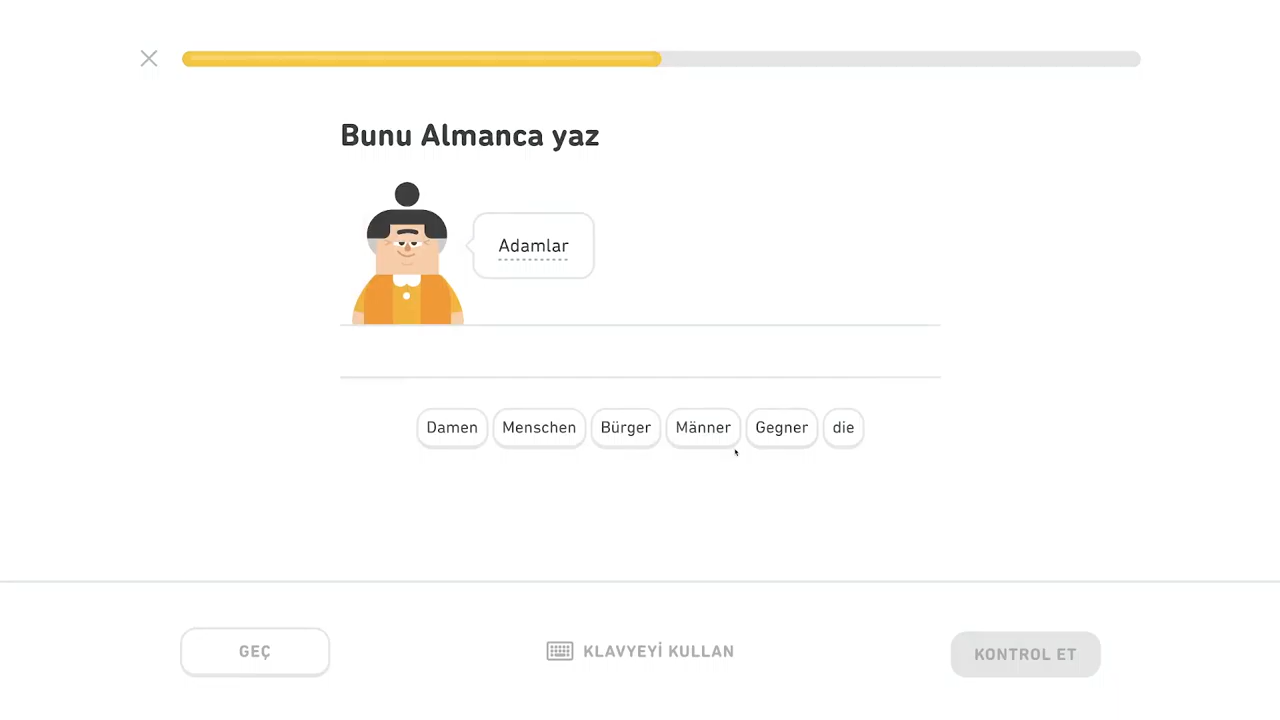 Bunu Almanca yaz
Adamlar
Damen Menschen Bürger Männer Gegner die
GEÇ KLAVYEYİ KULLAN KONTROL ET